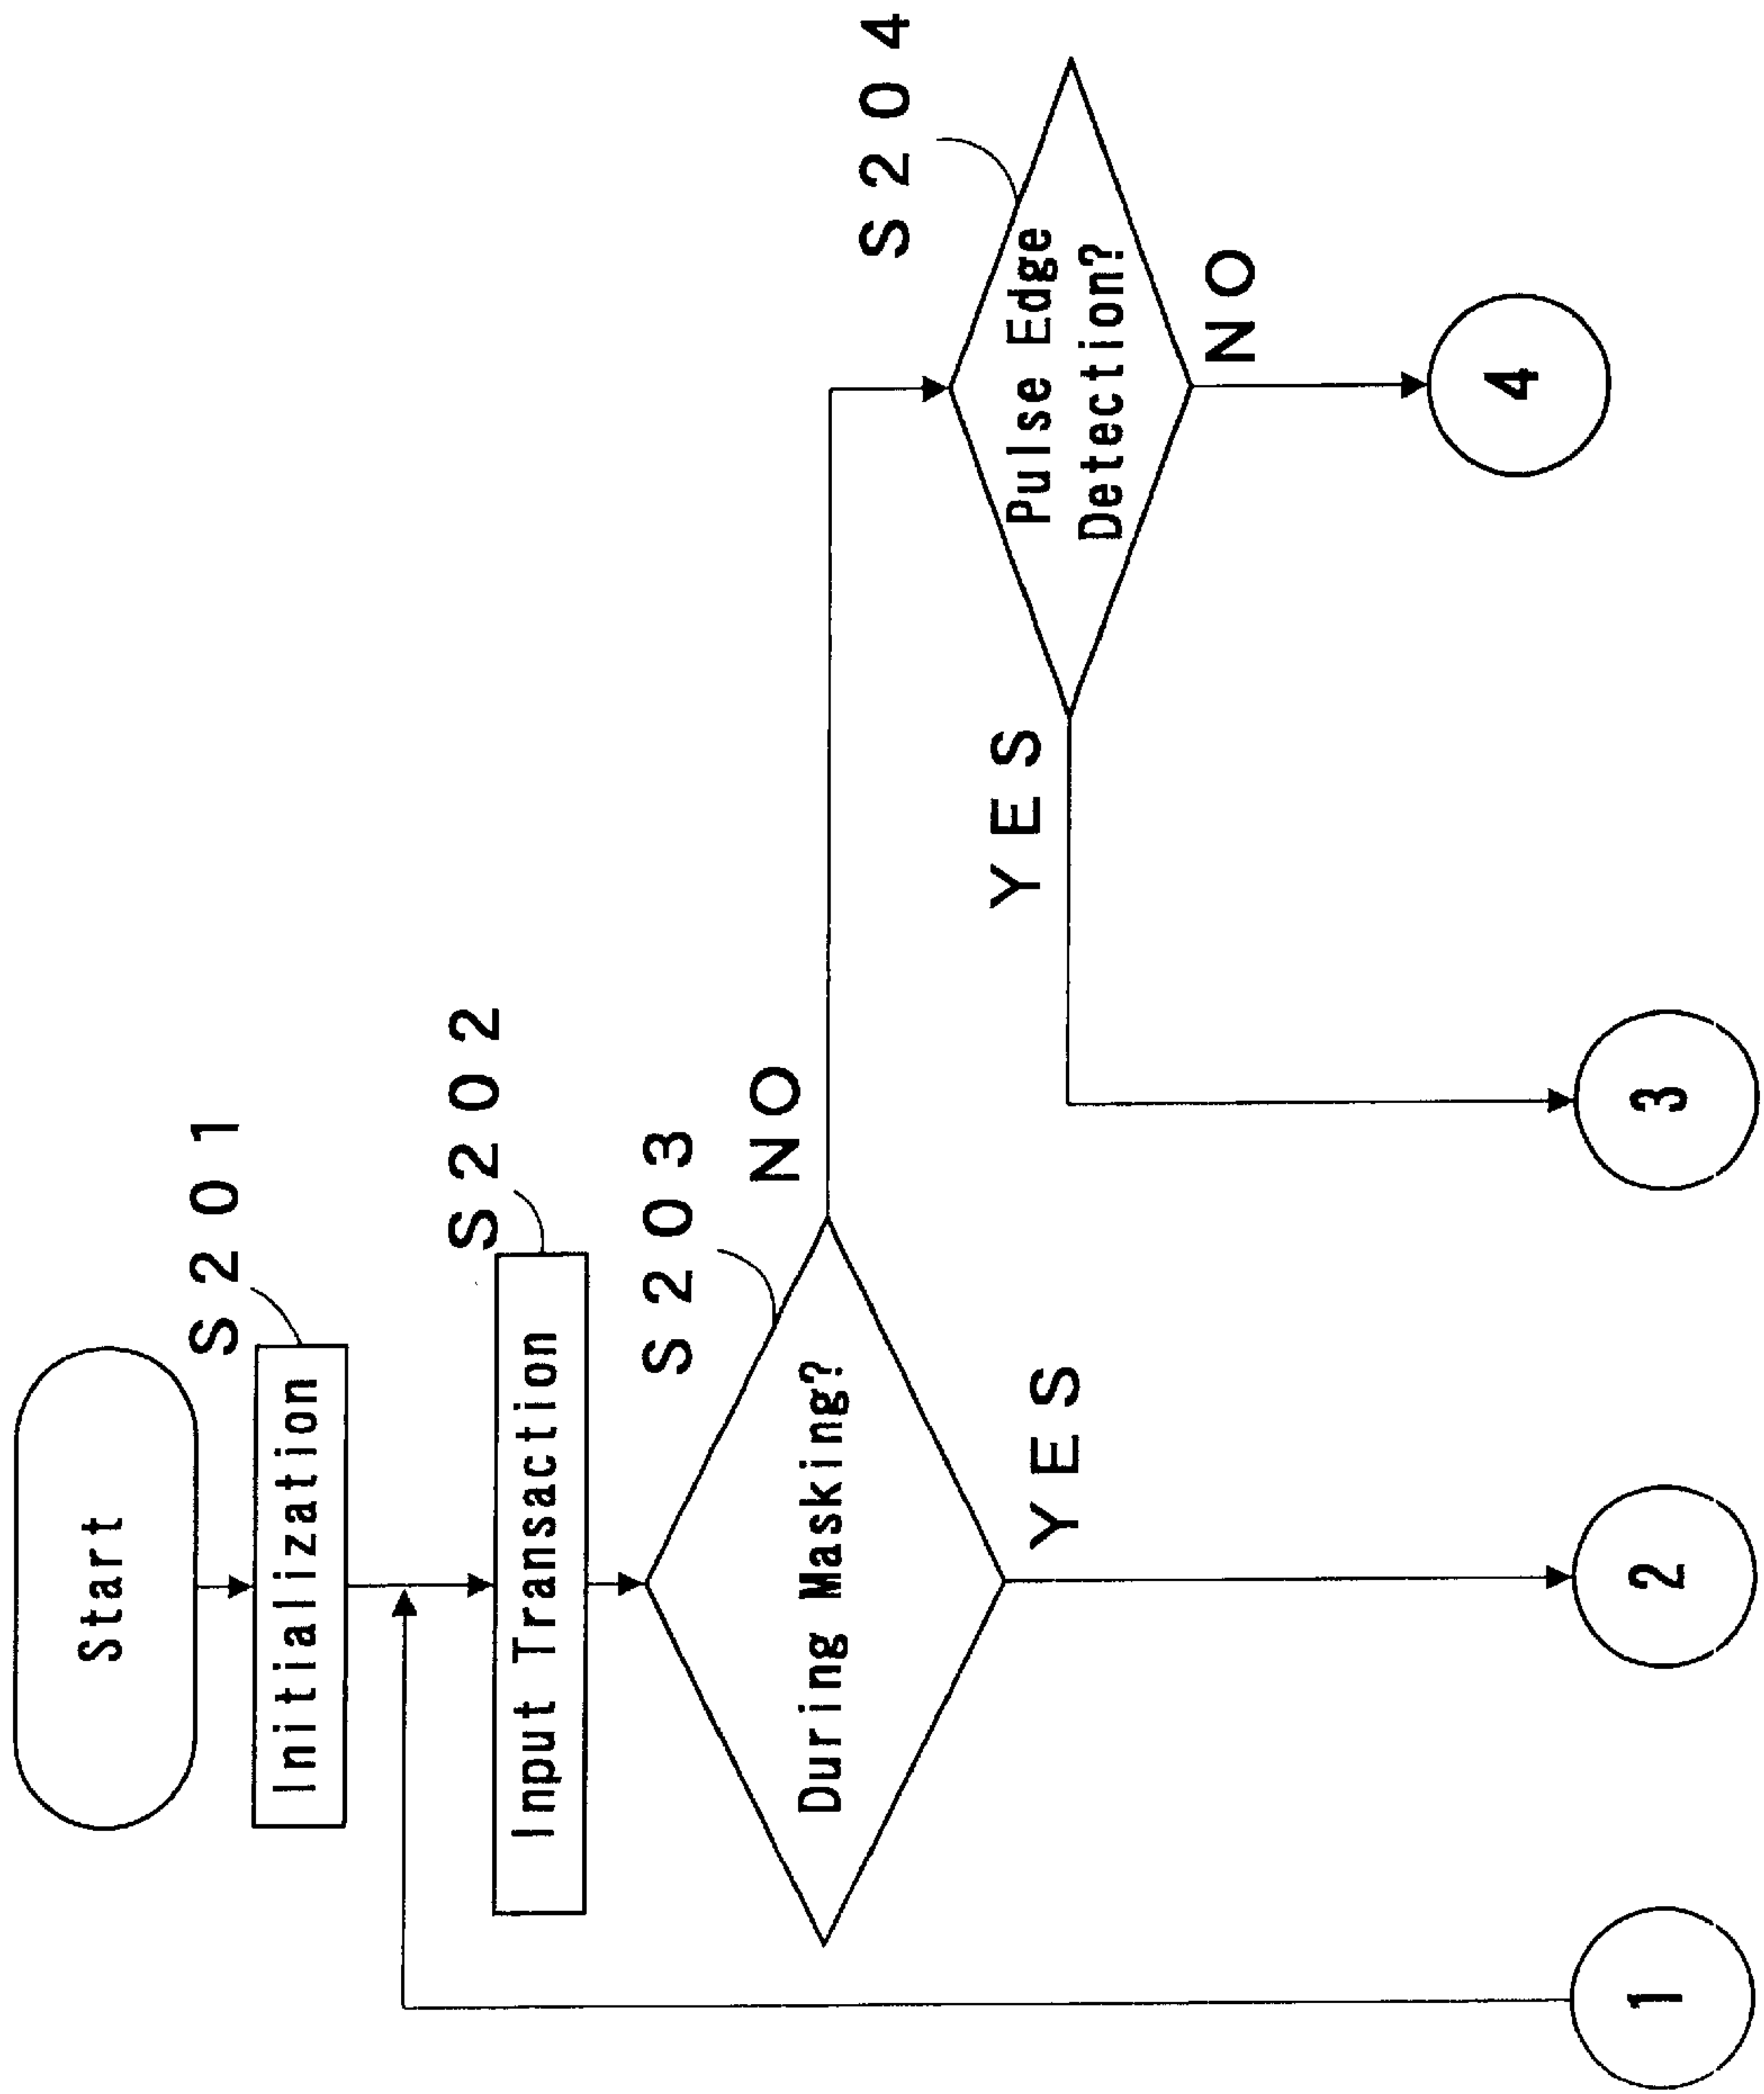 Start
S201
Initialization
S202
Input Transaction
S203
During Masking?
NO
YES
S204
Pulse Edge
Detection?
YES
NO
1
2
3
4